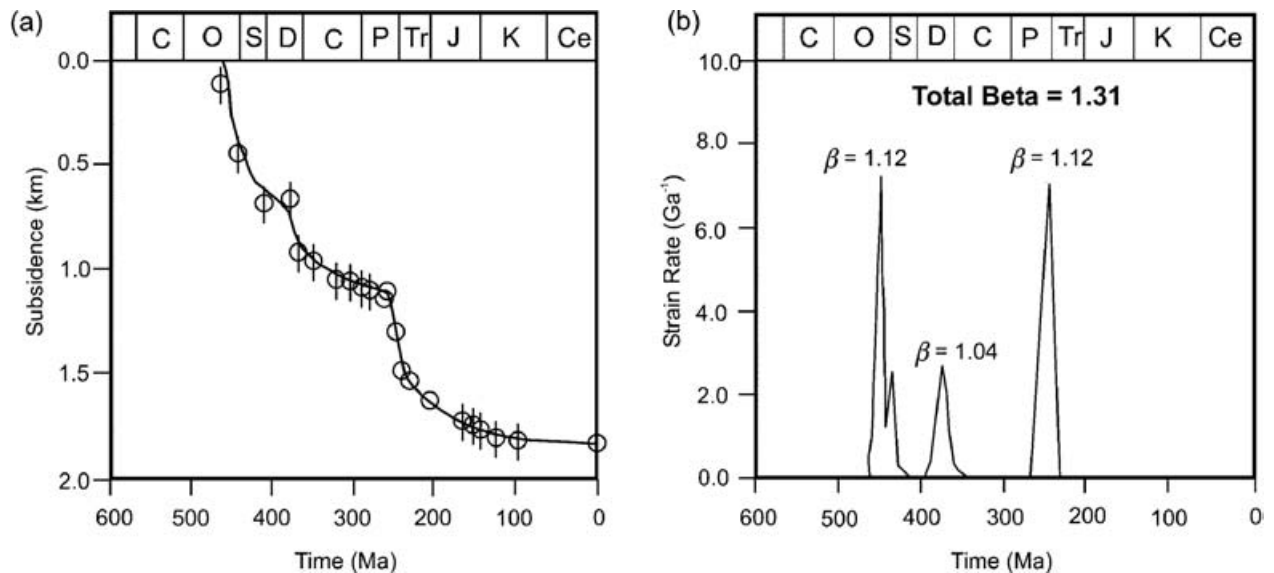 (a)
C O S D C P Tr J K Ce
0.0
0.5
1.0
1.5
2.0
Subsidence (km)
600 500 400 300 200 100 0
Time (Ma)
(b)
C O S D C P Tr J K Ce
10.0
8.0
6.0
4.0
2.0
0.0
Strain Rate (Ga⁻¹)
Total Beta = 1.31
β = 1.12
β = 1.12
β = 1.04
600 500 400 300 200 100 0
Time (Ma)